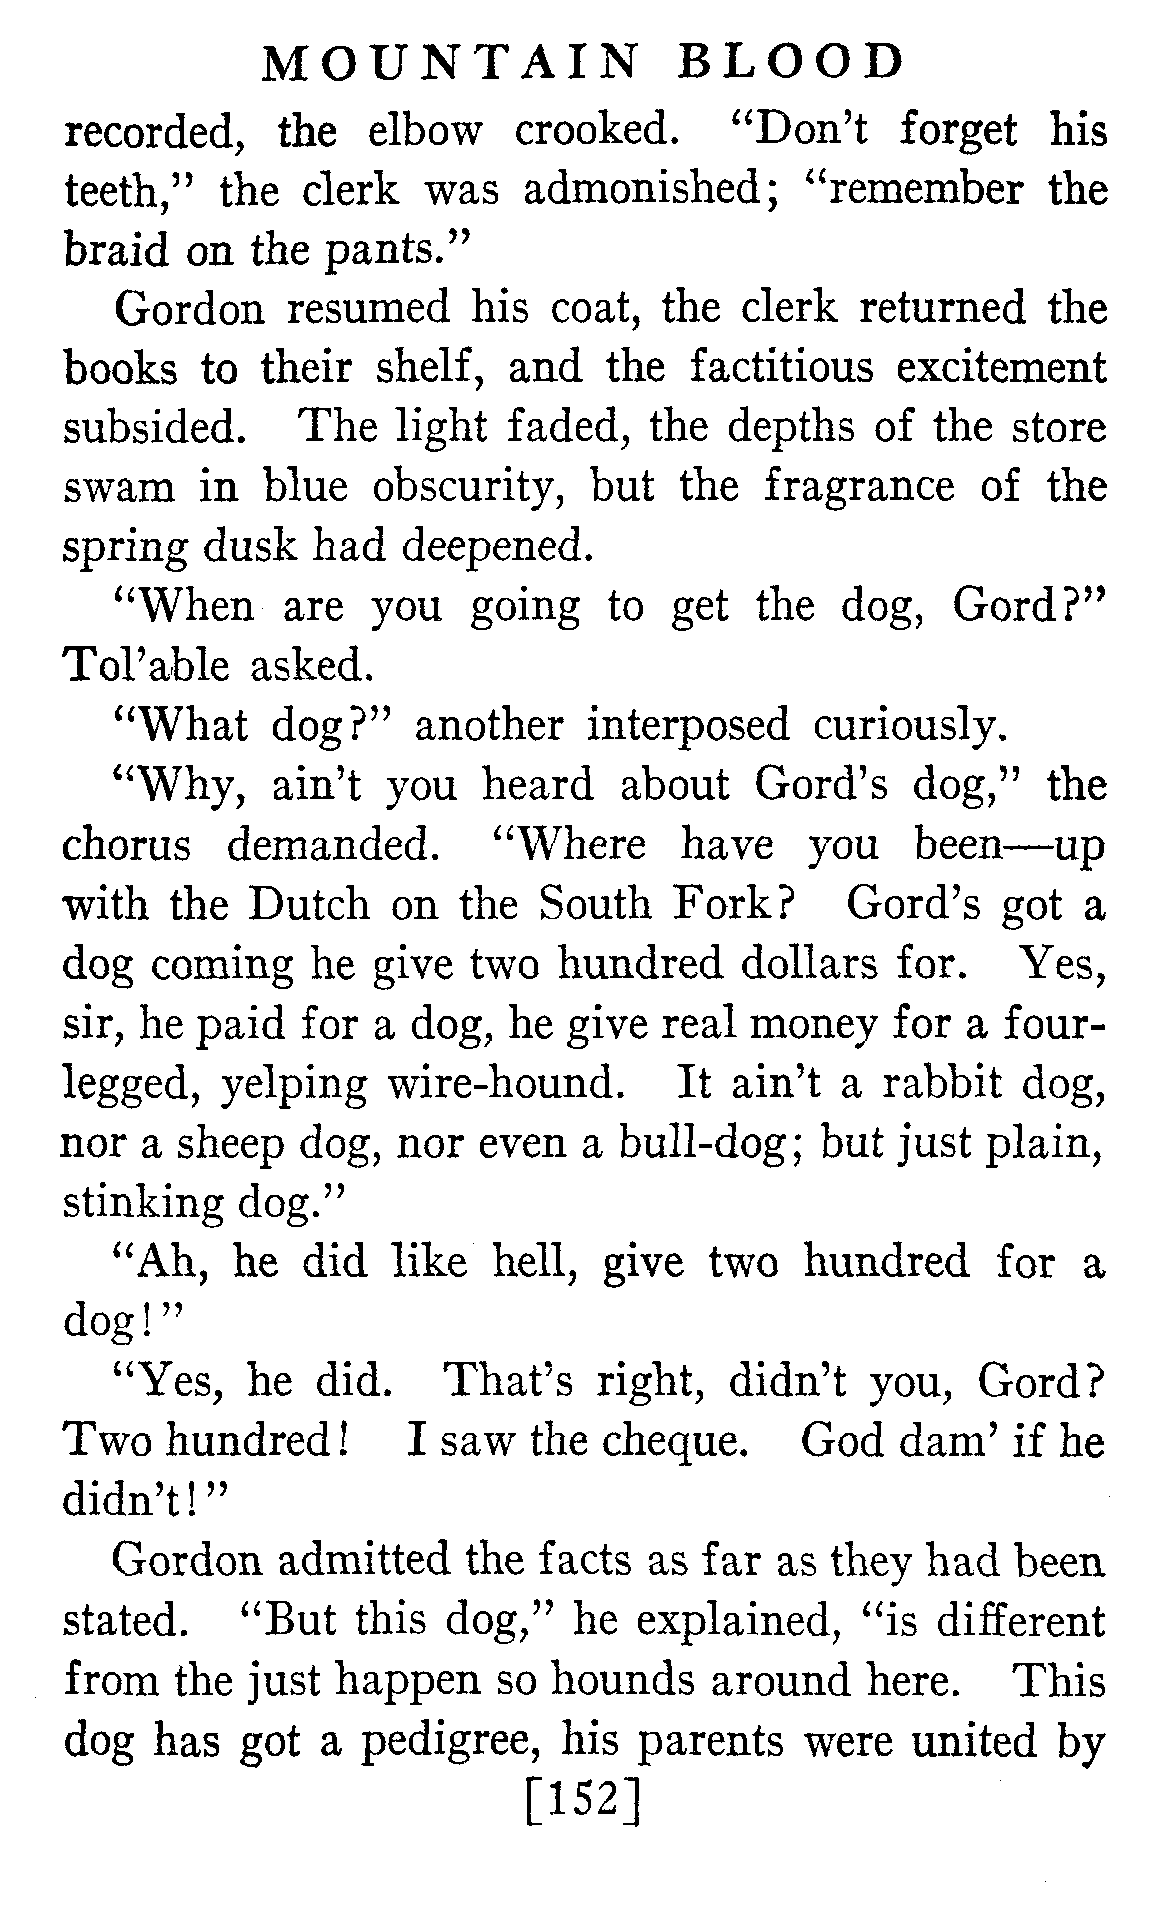 MOUNTAIN BLOOD
recorded, the elbow crooked. “Don’t forget his
teeth,” the clerk was admonished; “remember the
braid on the pants.”
Gordon resumed his coat, the clerk returned the
books to their shelf, and the factitious excitement
subsided. The light faded, the depths of the store
swam in blue obscurity, but the fragrance of the
spring dusk had deepened.
“When are you going to get the dog, Gord?”
Tol’able asked.
“What dog?” another interposed curiously.
“Why, ain’t you heard about Gord’s dog,” the
chorus demanded. “Where have you been—up
with the Dutch on the South Fork? Gord’s got a
dog coming he give two hundred dollars for. Yes,
sir, he paid for a dog, he give real money for a four-
legged, yelping wire-hound. It ain’t a rabbit dog,
nor a sheep dog, nor even a bull-dog; but just plain,
stinking dog.”
“Ah, he did like hell, give two hundred for a
dog!”
“Yes, he did. That’s right, didn’t you, Gord?
Two hundred! I saw the cheque. God dam’ if he
didn’t!”
Gordon admitted the facts as far as they had been
stated. “But this dog,” he explained, “is different
from the just happen so hounds around here. This
dog has got a pedigree, his parents were united by
[152]